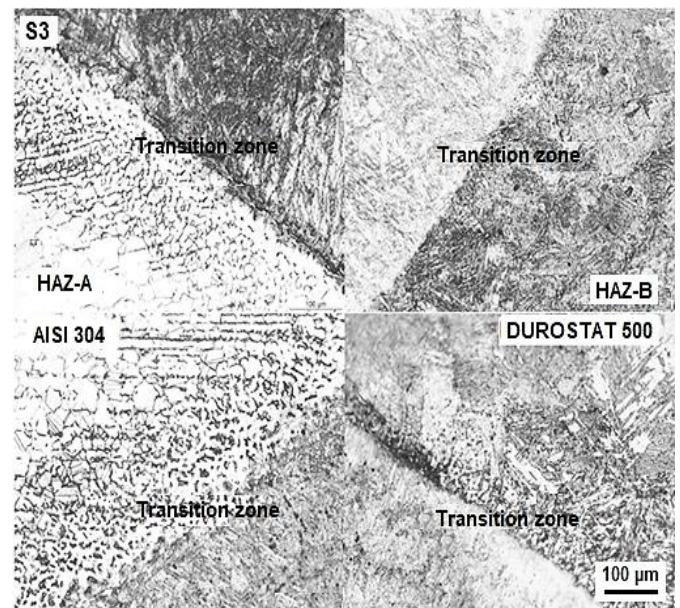 S3
Transition zone
Transition zone
HAZ-A
HAZ-B
AISI 304
DUROSTAT 500
Transition zone
Transition zone
100 µm